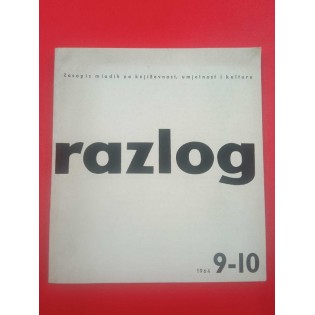 časopis mladih za književnost, umjetnost i kulturu
razlog
1964 9-10